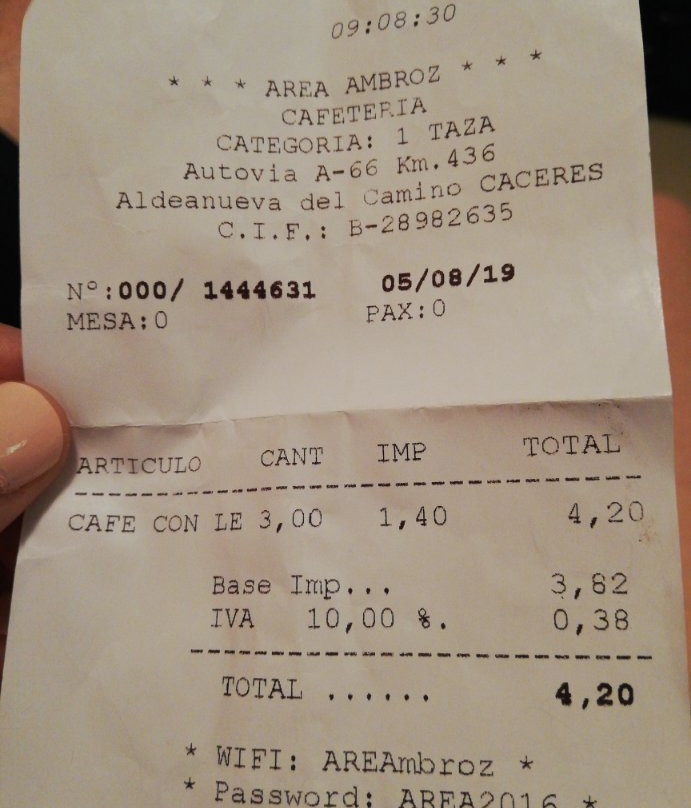 09:08:30
* * * AREA AMBROZ * * *
CAFETERIA
CATEGORIA: 1 TAZA
Autovia A-66 Km.436
Aldeanueva del Camino CACERES
C.I.F.: B-28982635
Nº:000/ 1444631 05/08/19
MESA:0 PAX:0
ARTICULO CANT IMP TOTAL
CAFE CON LE 3,00 1,40 4,20
Base Imp... 3,82
IVA 10,00 %. 0,38
TOTAL ...... 4,20
* WIFI: AREAmbroz *
* Password: AREA2016 *